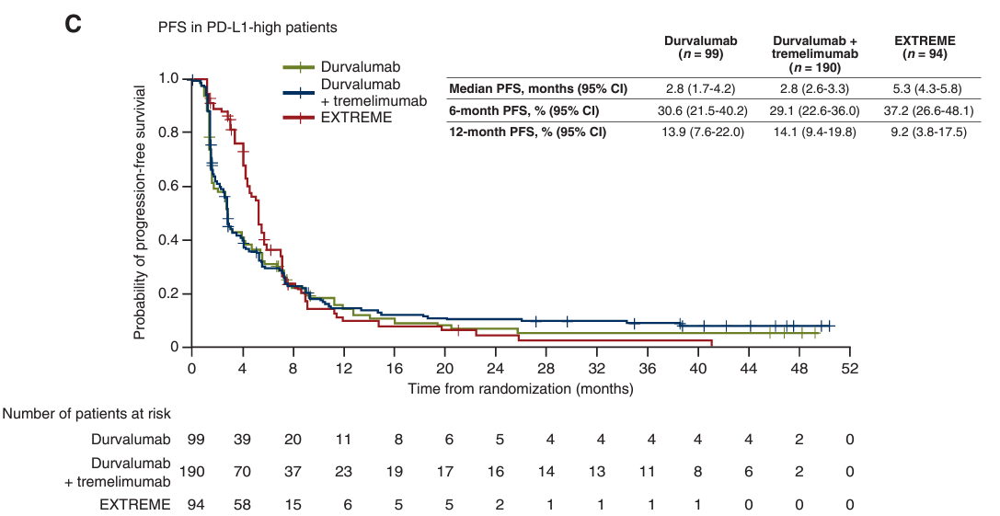 C
PFS in PD-L1-high patients
Durvalumab
Durvalumab
+ tremelimumab
EXTREME
Durvalumab
(n = 99)
Durvalumab +
tremelimumab
(n = 190)
EXTREME
(n = 94)
Median PFS, months (95% CI) 2.8 (1.7-4.2) 2.8 (2.6-3.3) 5.3 (4.3-5.8)
6-month PFS, % (95% CI) 30.6 (21.5-40.2) 29.1 (22.6-36.0) 37.2 (26.6-48.1)
12-month PFS, % (95% CI) 13.9 (7.6-22.0) 14.1 (9.4-19.8) 9.2 (3.8-17.5)
Probability of progression-free survival
1.0
0.8
0.6
0.4
0.2
0
0 4 8 12 16 20 24 28 32 36 40 44 48 52
Time from randomization (months)
Number of patients at risk
Durvalumab 99 39 20 11 8 6 5 4 4 4 4 4 2 0
Durvalumab
+ tremelimumab 190 70 37 23 19 17 16 14 13 11 8 6 2 0
EXTREME 94 58 15 6 5 5 2 1 1 1 1 0 0 0